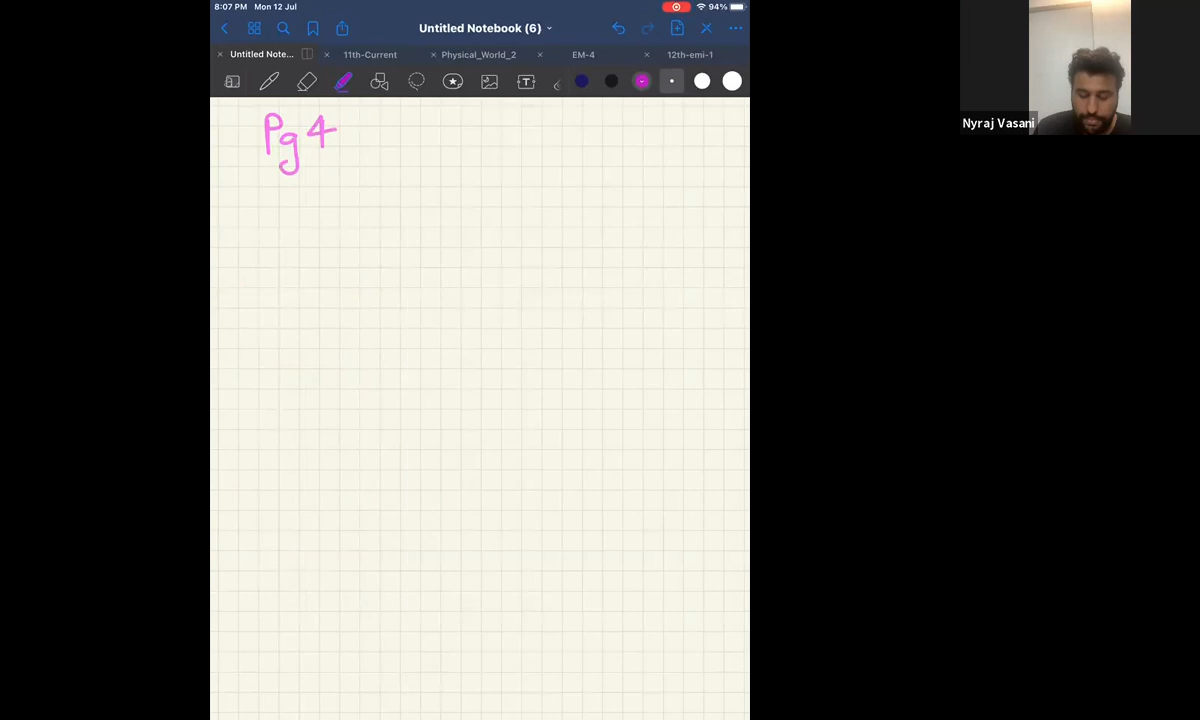 8:07 PM Mon 12 Jul 94%
Untitled Notebook (6)
Untitled Note... 11th-Current Physical_World_2 EM-4 12th-emi-1
T
Pg 4
Nyraj Vasani